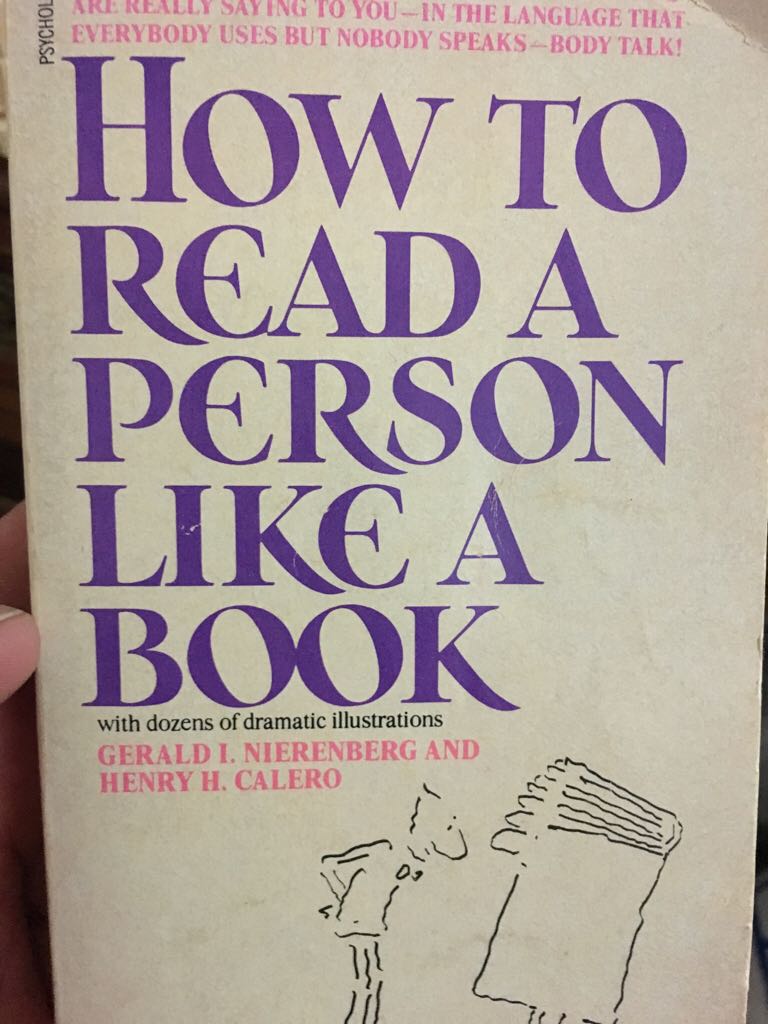 PSYCHOL
ARE REALLY SAYING TO YOU—IN THE LANGUAGE THAT
EVERYBODY USES BUT NOBODY SPEAKS—BODY TALK!
HOW TO
READ A
PERSON
LIKE A
BOOK
with dozens of dramatic illustrations
GERALD I. NIERENBERG AND
HENRY H. CALERO